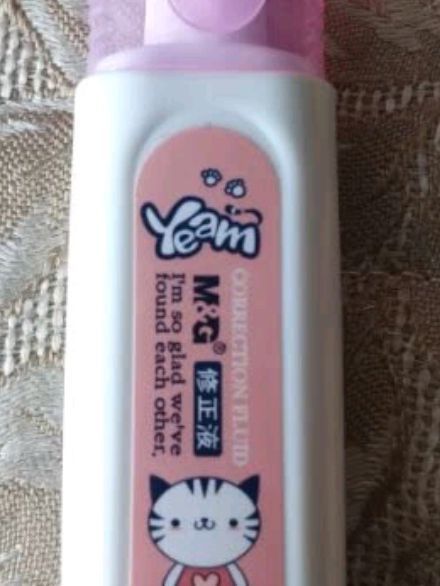 Yeam
CORRECTION FLUID
M&G® 修正液
I'm so glad we've
found each other,